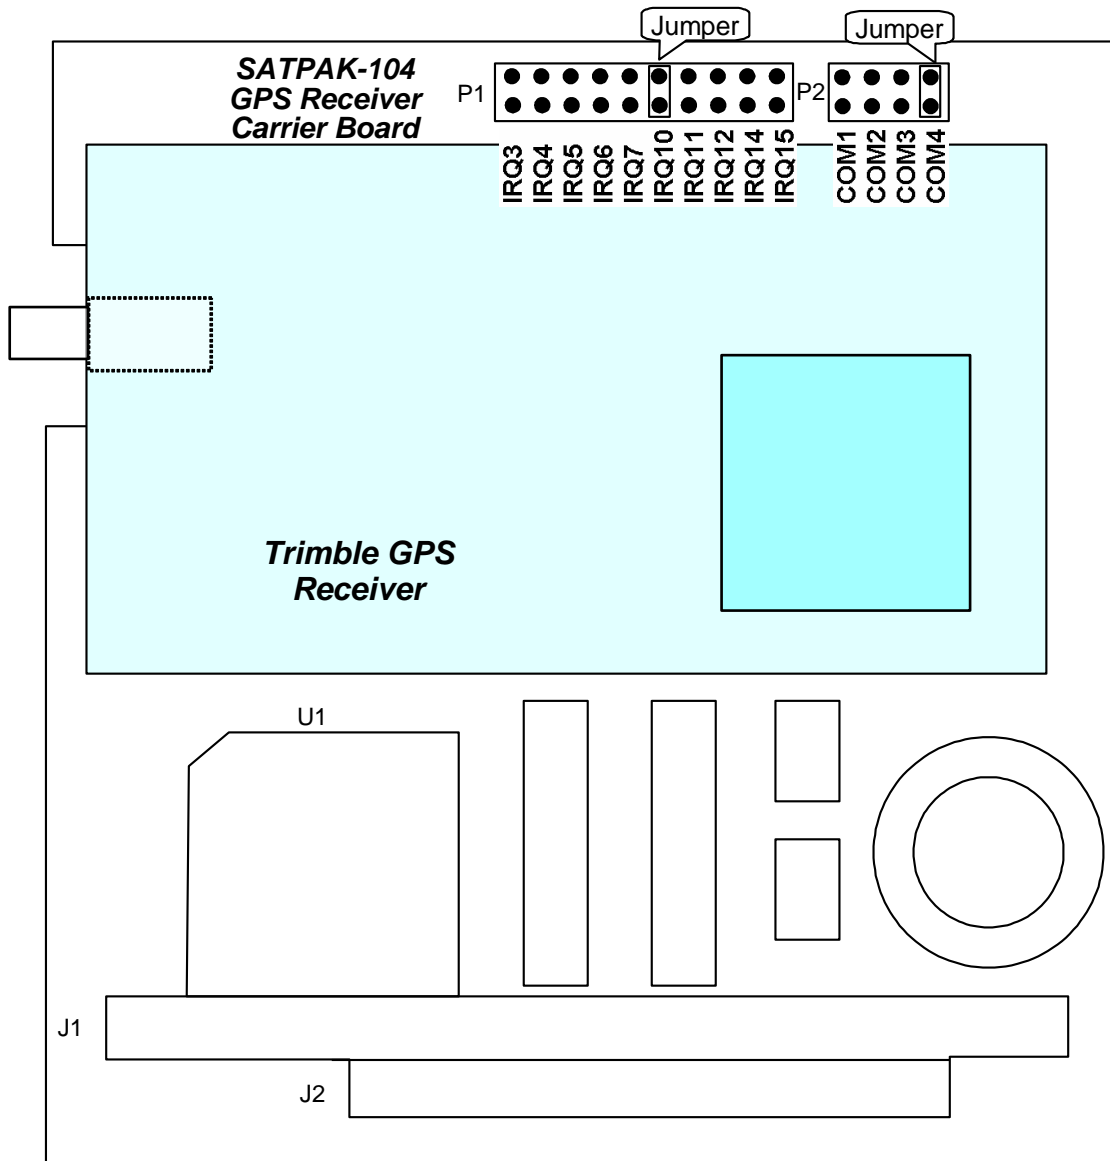 Jumper
Jumper
SATPAK-104
GPS Receiver
Carrier Board
P1
P2
IRQ3
IRQ4
IRQ5
IRQ6
IRQ7
IRQ10
IRQ11
IRQ12
IRQ14
IRQ15
COM1
COM2
COM3
COM4
Trimble GPS
Receiver
U1
J1
J2